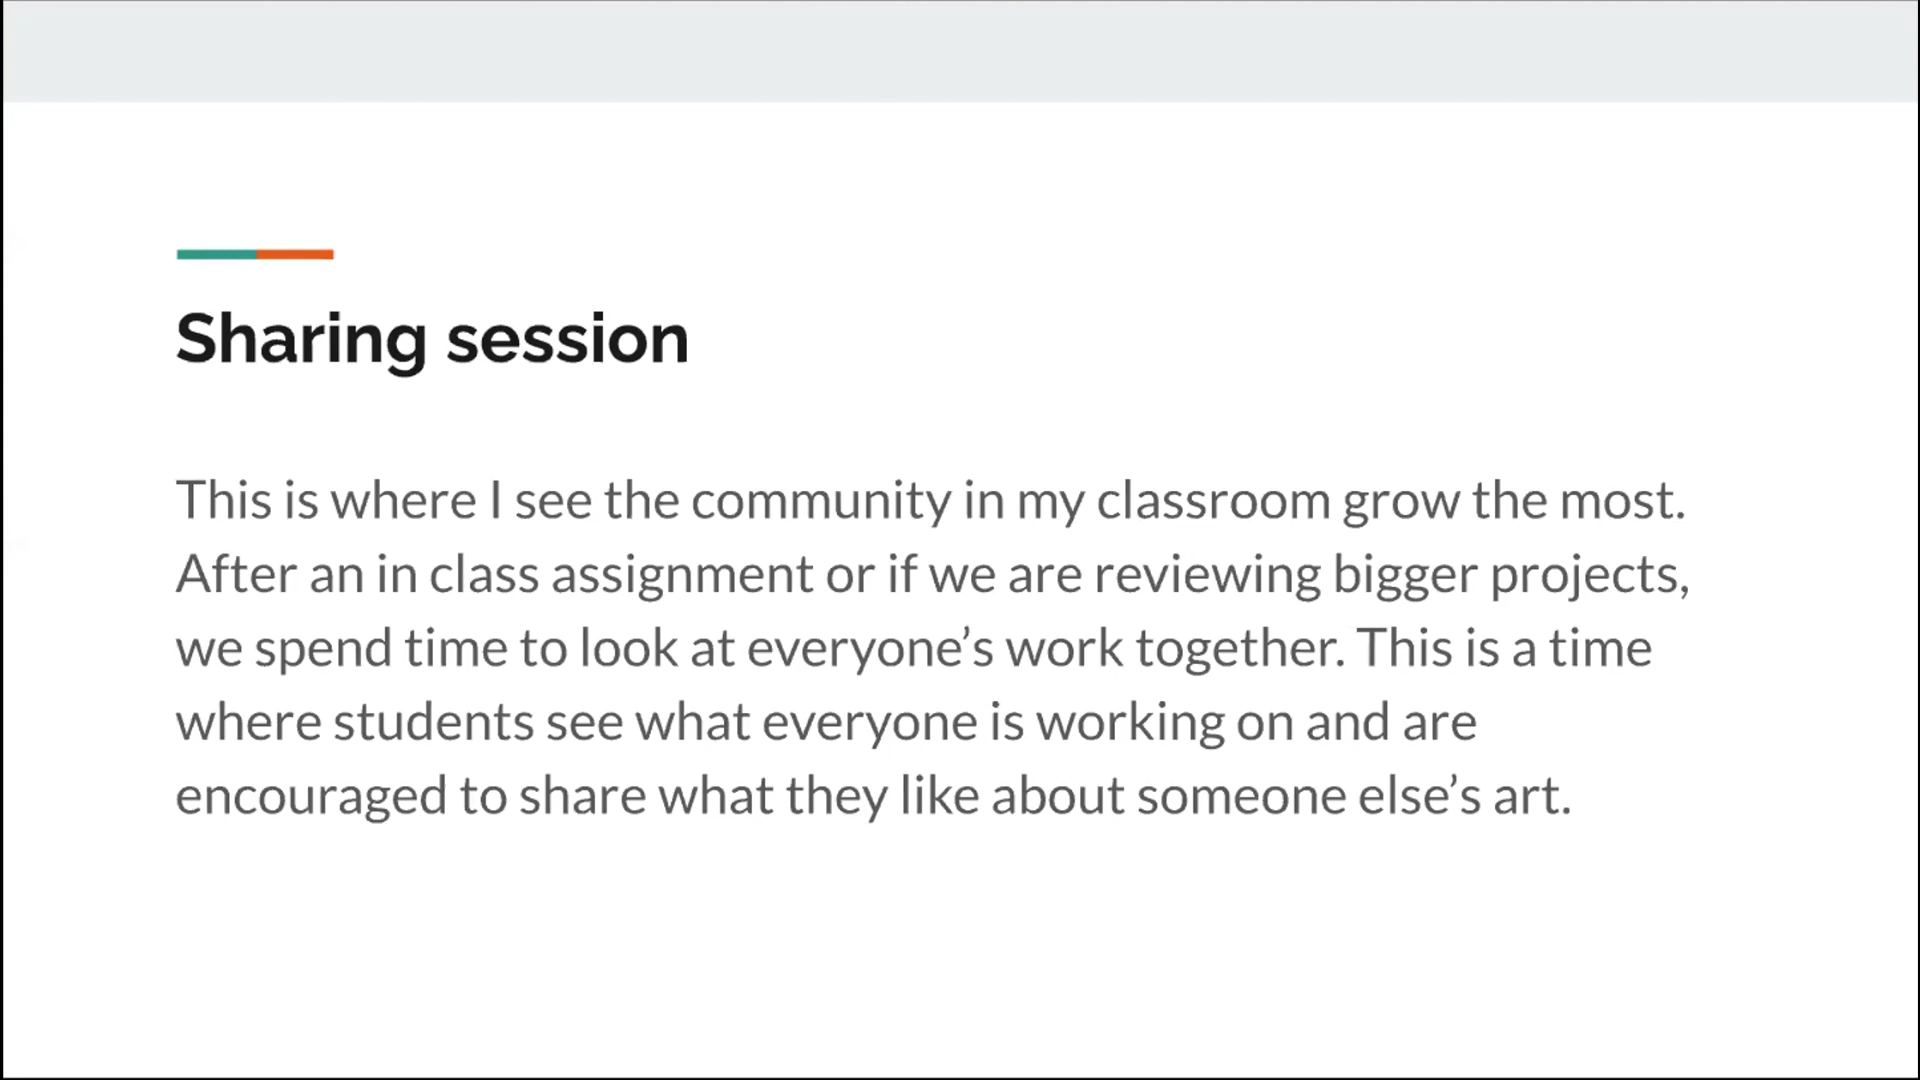 Sharing session
This is where I see the community in my classroom grow the most.
After an in class assignment or if we are reviewing bigger projects,
we spend time to look at everyone’s work together. This is a time
where students see what everyone is working on and are
encouraged to share what they like about someone else’s art.